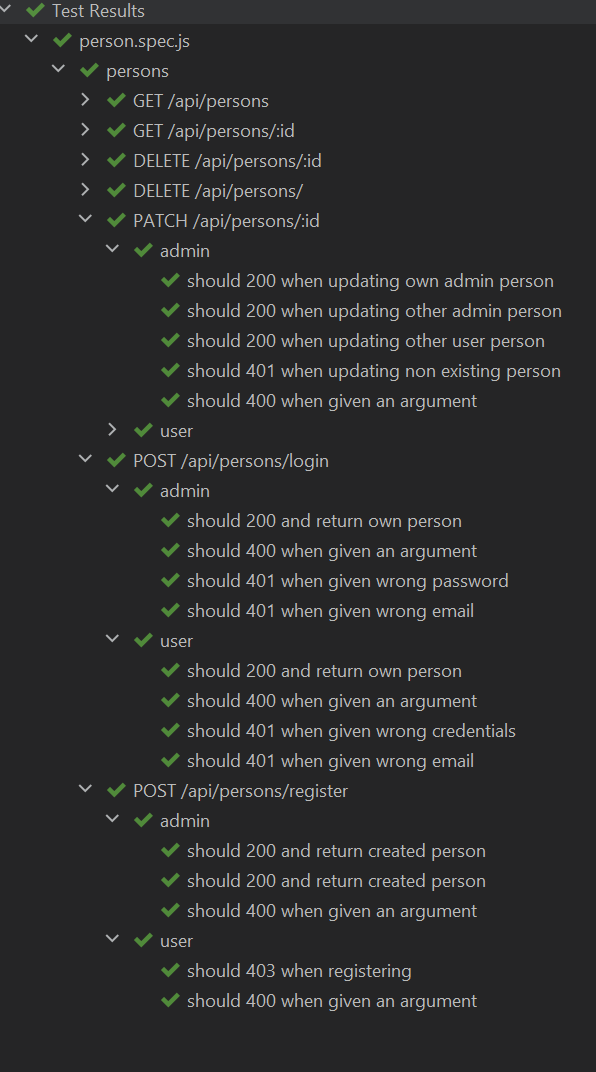 Test Results
person.spec.js
persons
GET /api/persons
GET /api/persons/:id
DELETE /api/persons/:id
DELETE /api/persons/
PATCH /api/persons/:id
admin
should 200 when updating own admin person
should 200 when updating other admin person
should 200 when updating other user person
should 401 when updating non existing person
should 400 when given an argument
user
POST /api/persons/login
admin
should 200 and return own person
should 400 when given an argument
should 401 when given wrong password
should 401 when given wrong email
user
should 200 and return own person
should 400 when given an argument
should 401 when given wrong credentials
should 401 when given wrong email
POST /api/persons/register
admin
should 200 and return created person
should 200 and return created person
should 400 when given an argument
user
should 403 when registering
should 400 when given an argument